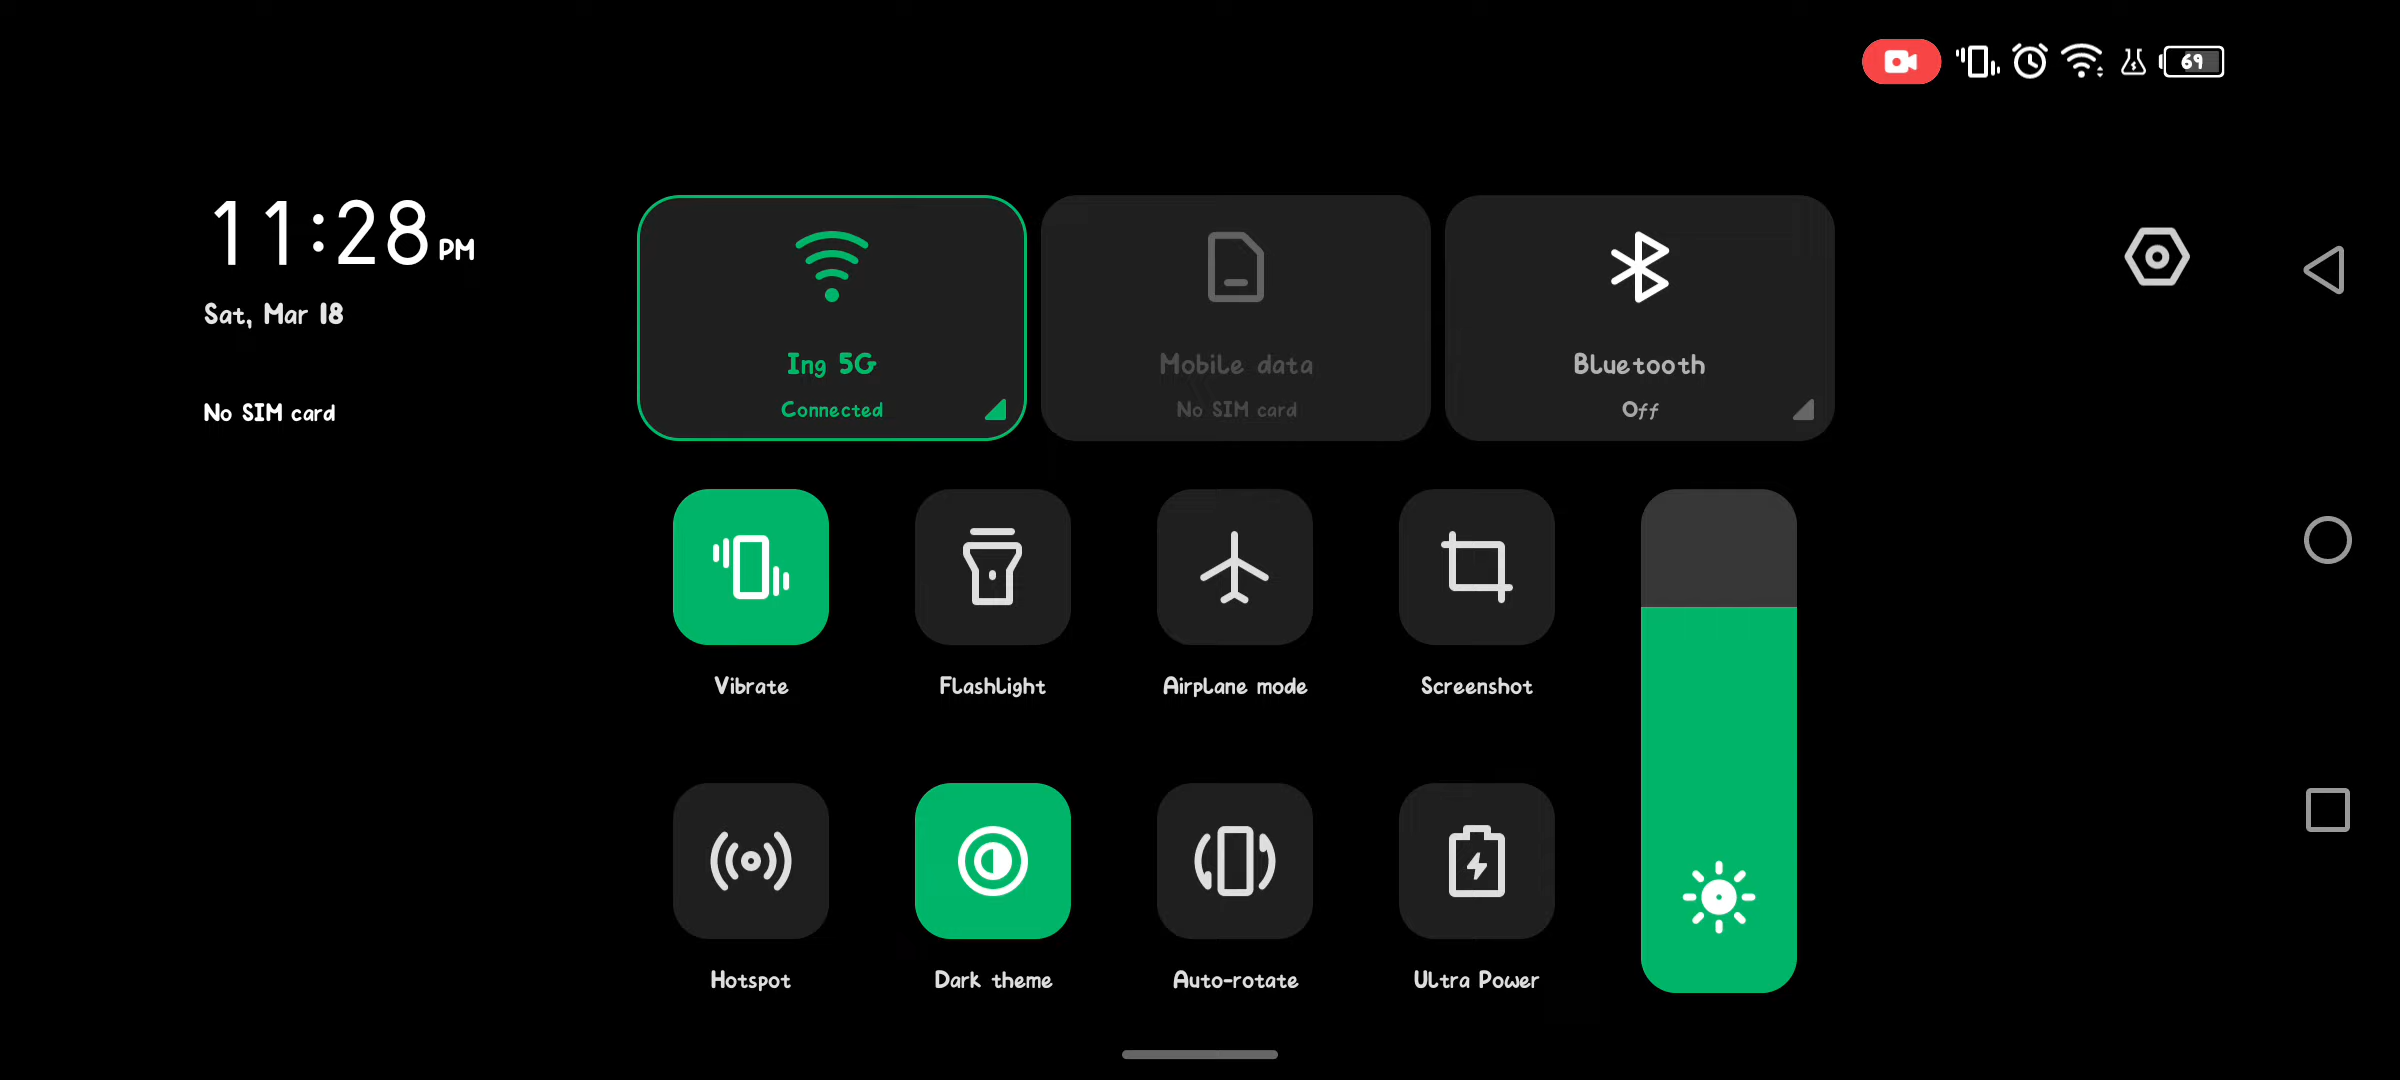 69
11:28 PM
Sat, Mar 18
No SIM card
Ing 5G
Connected
Mobile data
No SIM card
Bluetooth
Off
Vibrate
Flashlight
Airplane mode
Screenshot
Hotspot
Dark theme
Auto-rotate
Ultra Power